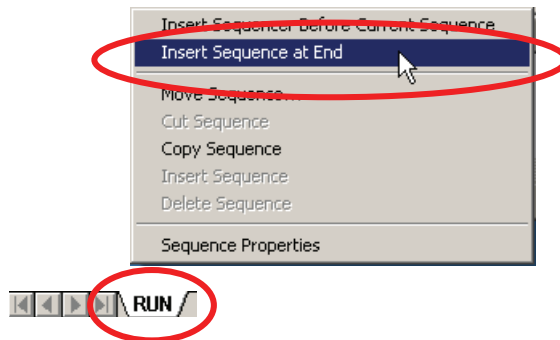 Insert Sequencer Before Current Sequence
Insert Sequence at End
Move Sequence...
Cut Sequence
Copy Sequence
Insert Sequence
Delete Sequence
Sequence Properties
RUN